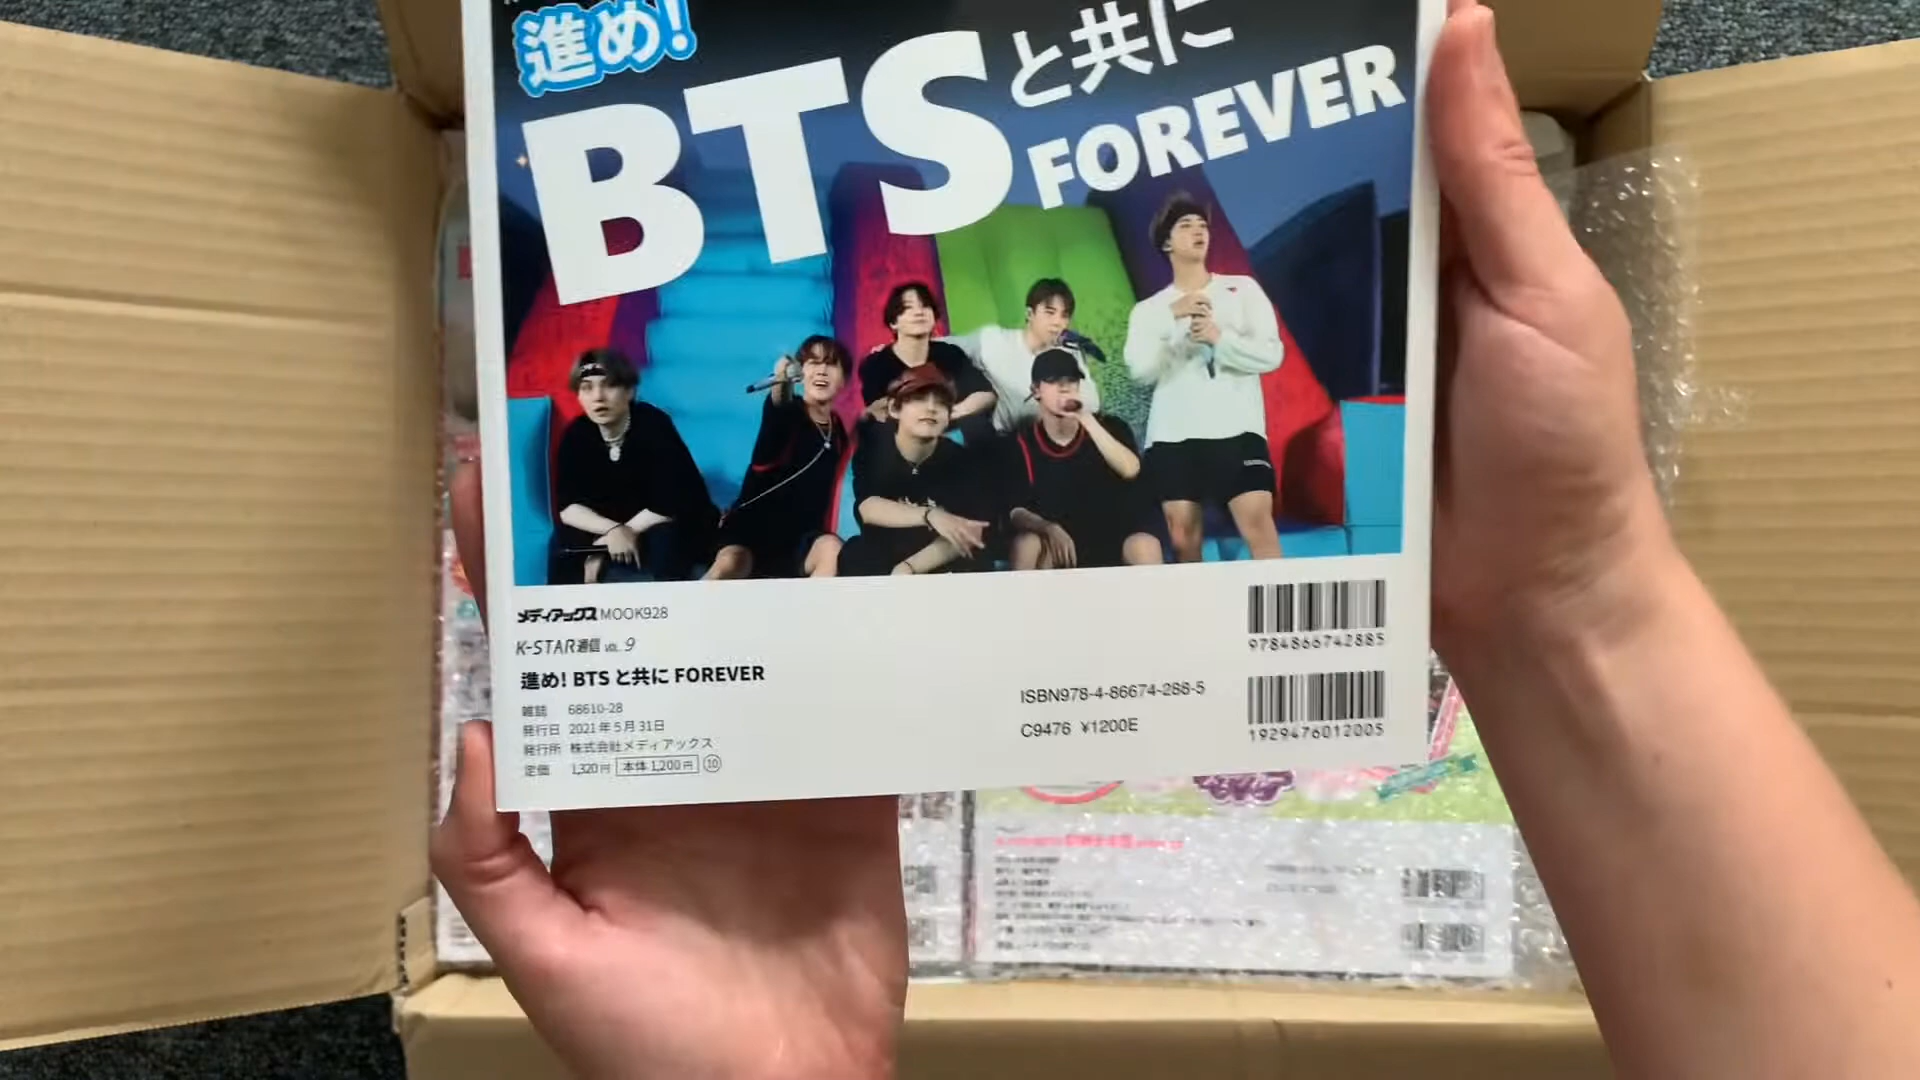 進め!
BTSと共に
FOREVER
メディアックスMOOK928
K-STAR通信 VOL. 9
進め! BTS と共に FOREVER
雑誌 68610-28
発行日 2021年5月31日
発行所 株式会社メディアックス
定価 1,320円 本体 1,200円 ⑩
ISBN978-4-86674-288-5
C9476 ¥1200E
9784866742885
1929476012005